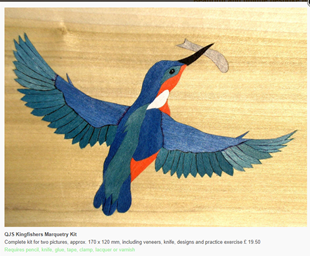 QJ5 Kingfishers Marquetry Kit
Complete kit for two pictures, approx. 170 x 120 mm, including veneers, knife, designs and practice exercise £ 19.50
Requires pencil, knife, glue, tape, clamp, lacquer or varnish